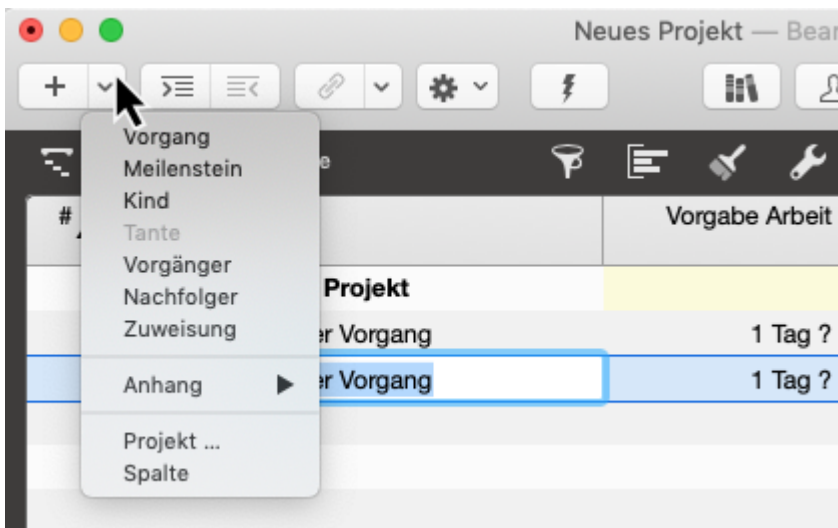 Neues Projekt —
Vorgang
Meilenstein
Kind
Tante
Vorgänger
Nachfolger
Zuweisung
Anhang
Projekt ...
Spalte
# Vorgabe Arbeit
Projekt
Vorgang 1 Tag ?
Vorgang 1 Tag ?